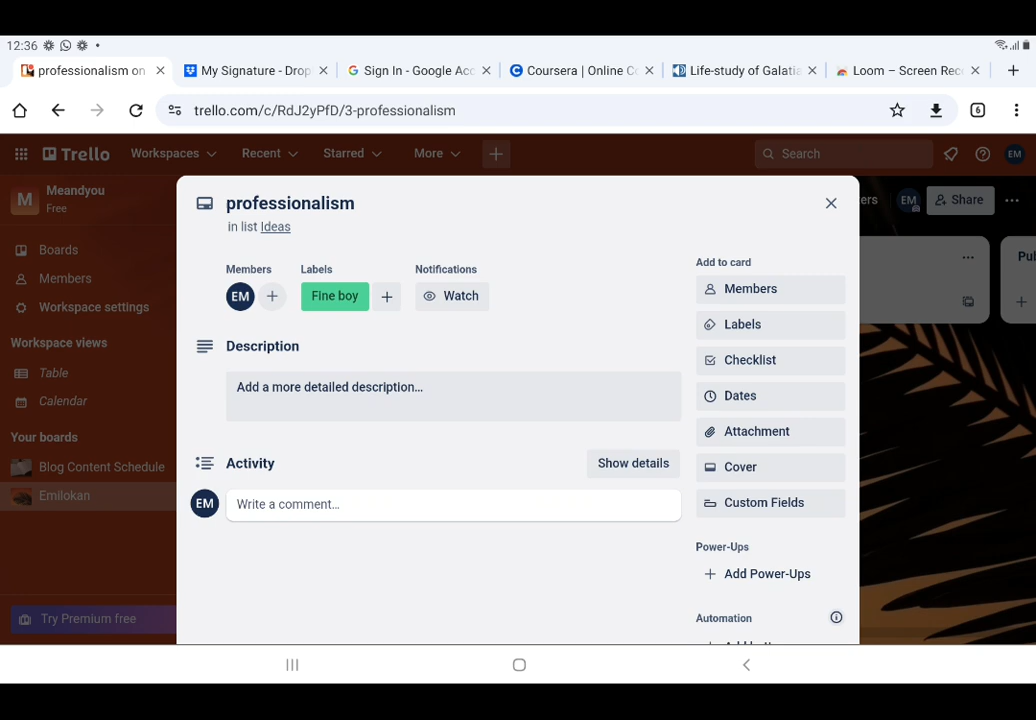 12:36
professionalism on
My Signature - Drop
Sign In - Google Acc
Coursera | Online Co
Life-study of Galatia
Loom – Screen Rec
trello.com/c/RdJ2yPfD/3-professionalism
6
Trello
Workspaces
Recent
Starred
More
Search
EM
M
Meandyou
Free
ers
EM
Share
professionalism
in list Ideas
Boards
Members
Workspace settings
Workspace views
Table
Calendar
Your boards
Blog Content Schedule
Emilokan
Try Premium free
Members
Labels
Notifications
EM
Fine boy
Watch
Description
Add a more detailed description…
Activity
Show details
EM
Write a comment…
Add to card
Members
Labels
Checklist
Dates
Attachment
Cover
Custom Fields
Power-Ups
Add Power-Ups
Automation
Pul